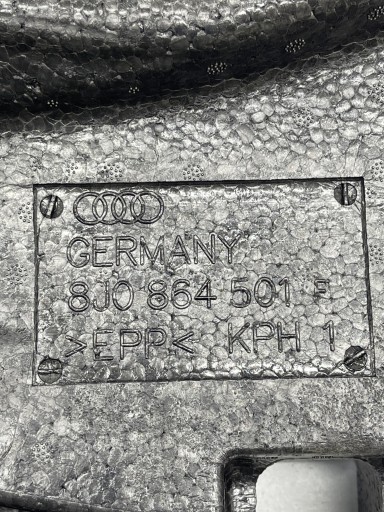 GERMANY
8J0 864 501 F
>EPP< KPH 1